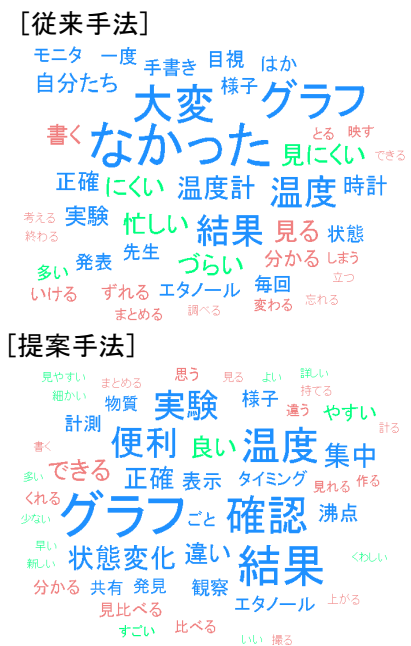 [従来手法]
モニタ 一度 手書き 目視 はか
自分たち 大変 様子 グラフ
書く なかった とる 映す
見にくい できる
正確 にくい 温度計 温度 時計
考える 実験 忙しい 結果 見る 状態
終わる
多い 発表 先生 づらい 分かる しまう
立つ
いける ずれる エタノール 毎回
まとめる 調べる 変わる 忘れる
[提案手法]
見やすい まとめる 思う 見る よい 詳しい
細かい 物質 実験 様子 持てる
計測 違う やすい
計る
書く 便利 良い 温度 集中
多い できる 正確 表示 タイミング 見れる 作る
くれる グラフ ごと 確認 沸点
少ない
早い 状態変化 違い 結果 くわしい
新しい
分かる 共有 発見 観察
見比べる エタノール 上がる
すごい 比べる いい 撮る